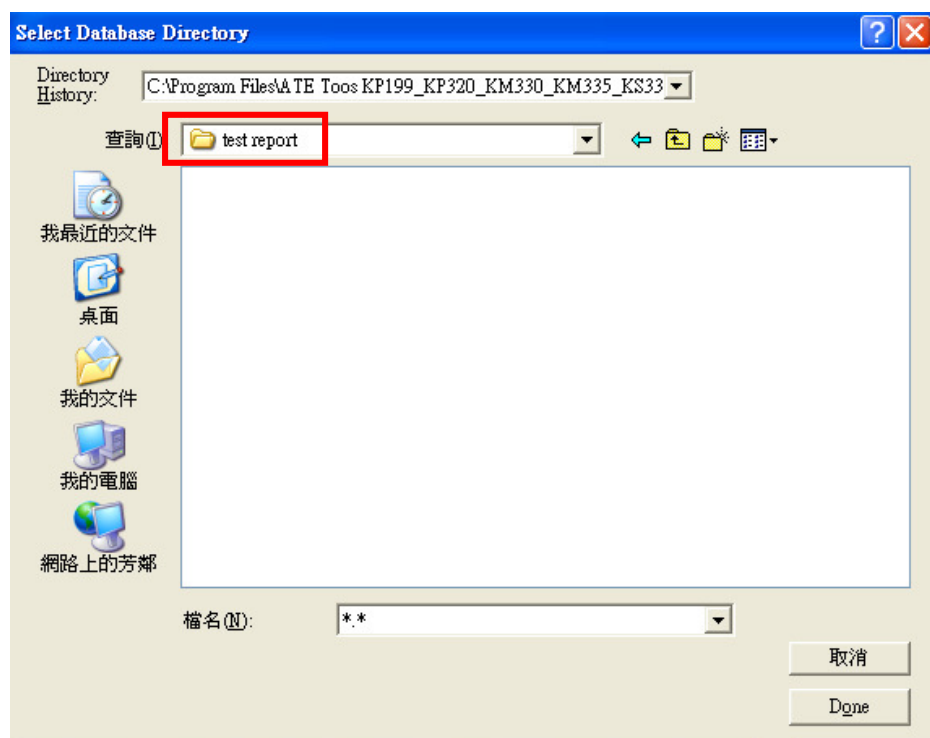 Select Database Directory
Directory History:
C:\Program Files\ATE Toos KP199_KP320_KM330_KM335_KS33
查詢(I)
test report
我最近的文件
桌面
我的文件
我的電腦
網路上的芳鄰
檔名(N):
*.*
取消
Done